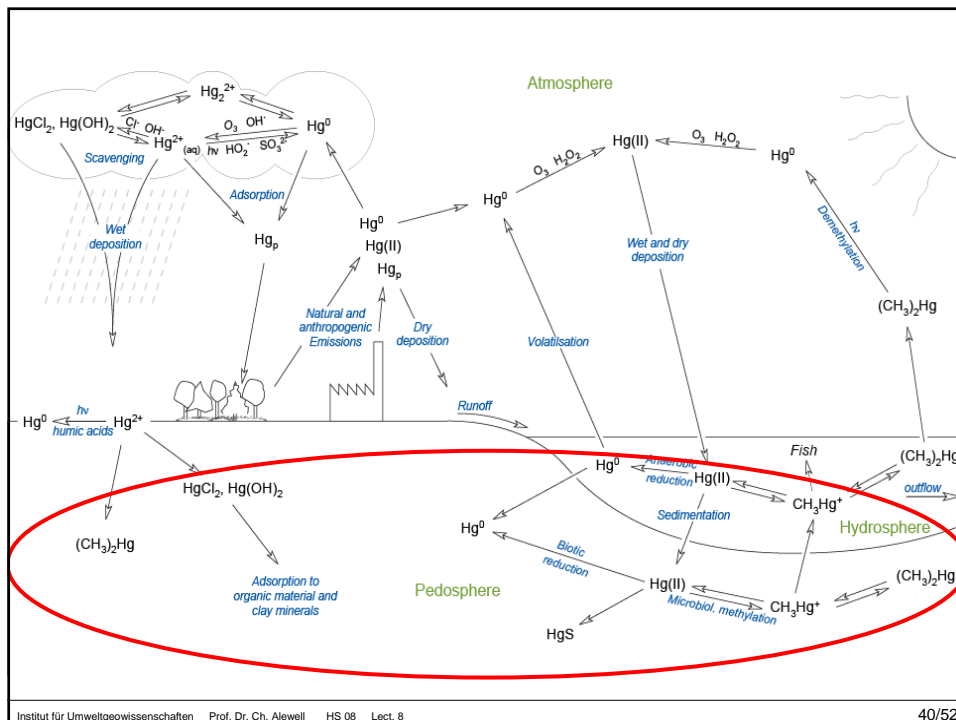 Atmosphere
Hg₂²⁺
HgCl₂, Hg(OH)₂
Cl⁻ OH⁻
O₃ OH˙
Hg⁰
Hg²⁺ (aq) hν HO₂˙ SO₃²⁻
Scavenging
Adsorption
Wet
deposition
Hgₚ
Hg⁰
Hg(II)
Hgₚ
Natural and
anthropogenic
Emissions
Dry
deposition
Hg⁰
O₃ H₂O₂
Hg(II)
O₃ H₂O₂
Hg⁰
Wet and dry
deposition
hν
Demethylation
(CH₃)₂Hg
Volatilisation
Runoff
Hg⁰
hν
humic acids
Hg²⁺
HgCl₂, Hg(OH)₂
(CH₃)₂Hg
Adsorption to
organic material and
clay minerals
Hg⁰
Anaerobic
reduction
Hg(II)
Fish
CH₃Hg⁺
(CH₃)₂Hg
outflow
Sedimentation
Hydrosphere
Hg⁰
Biotic
reduction
Pedosphere
Hg(II)
Microbiol. methylation
CH₃Hg⁺
(CH₃)₂Hg
HgS
Institut für Umweltgeowissenschaften Prof. Dr. Ch. Alewell HS 08 Lect. 8
40/52